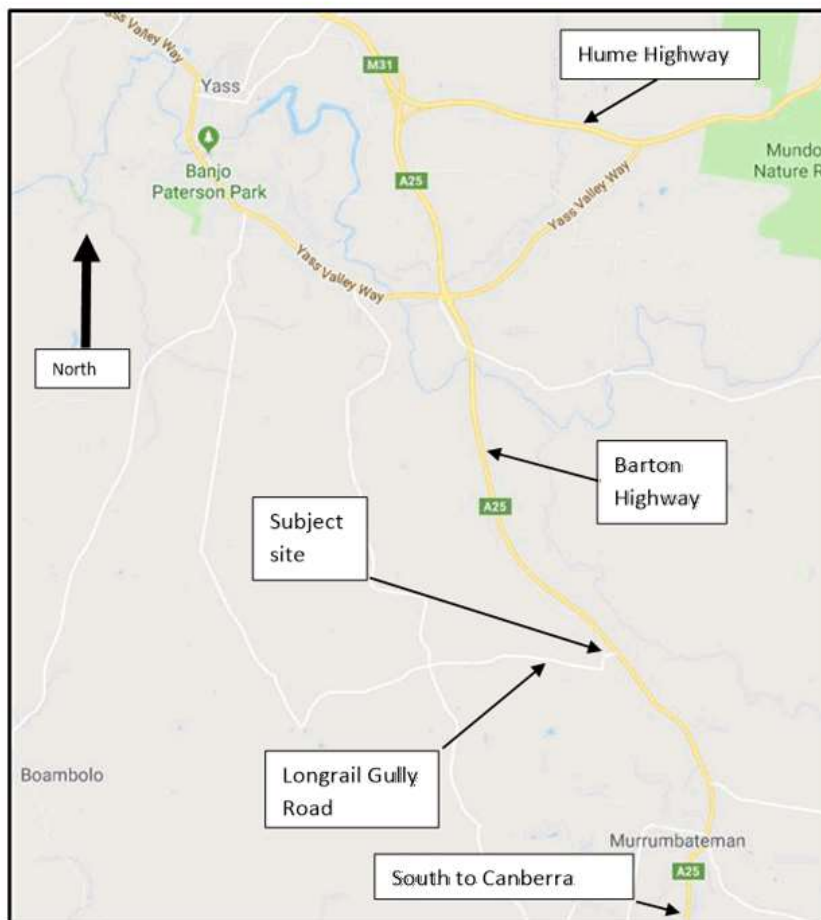 Yass Valley Way
Hume Highway
M31
Yass
Banjo
Paterson Park
Mundo
Nature R
A25
Yass Valley Way
Yass Valley Way
North
Barton
Highway
A25
Subject
site
Longrail Gully
Road
Boambolo
Murrumbateman
A25
South to Canberra